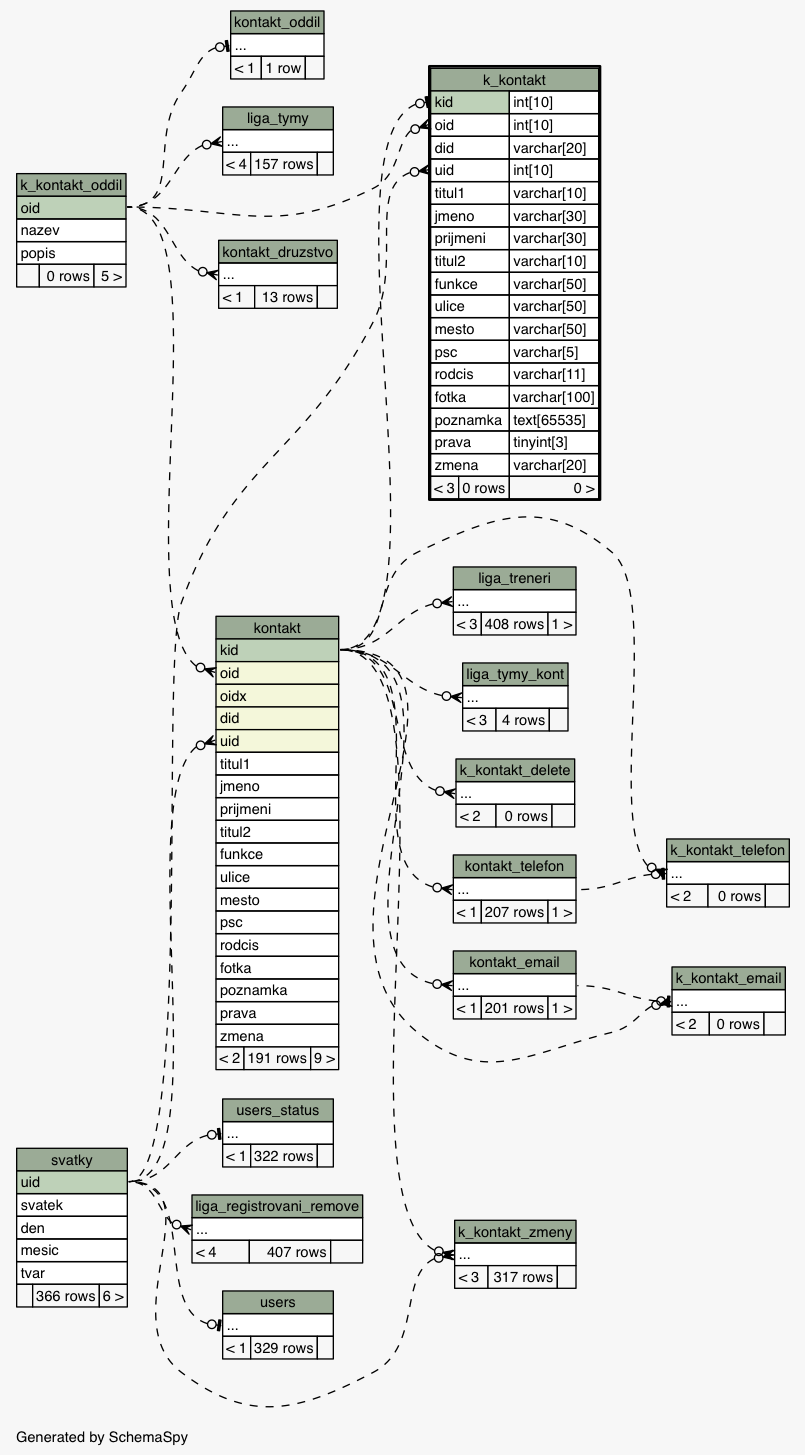 kontakt_oddil
...
< 1 1 row
liga_tymy
...
< 4 157 rows
k_kontakt_oddil
oid
nazev
popis
0 rows 5 >
kontakt_druzstvo
...
< 1 13 rows
k_kontakt
kid int[10]
oid int[10]
did varchar[20]
uid int[10]
titul1 varchar[10]
jmeno varchar[30]
prijmeni varchar[30]
titul2 varchar[10]
funkce varchar[50]
ulice varchar[50]
mesto varchar[50]
psc varchar[5]
rodcis varchar[11]
fotka varchar[100]
poznamka text[65535]
prava tinyint[3]
zmena varchar[20]
< 3 0 rows 0 >
kontakt
kid
oid
oidx
did
uid
titul1
jmeno
prijmeni
titul2
funkce
ulice
mesto
psc
rodcis
fotka
poznamka
prava
zmena
< 2 191 rows 9 >
liga_treneri
...
< 3 408 rows 1 >
liga_tymy_kont
...
< 3 4 rows
k_kontakt_delete
...
< 2 0 rows
kontakt_telefon
...
< 1 207 rows 1 >
k_kontakt_telefon
...
< 2 0 rows
kontakt_email
...
< 1 201 rows 1 >
k_kontakt_email
...
< 2 0 rows
users_status
...
< 1 322 rows
svatky
uid
svatek
den
mesic
tvar
366 rows 6 >
liga_registrovani_remove
...
< 4 407 rows
k_kontakt_zmeny
...
< 3 317 rows
users
...
< 1 329 rows
Generated by SchemaSpy